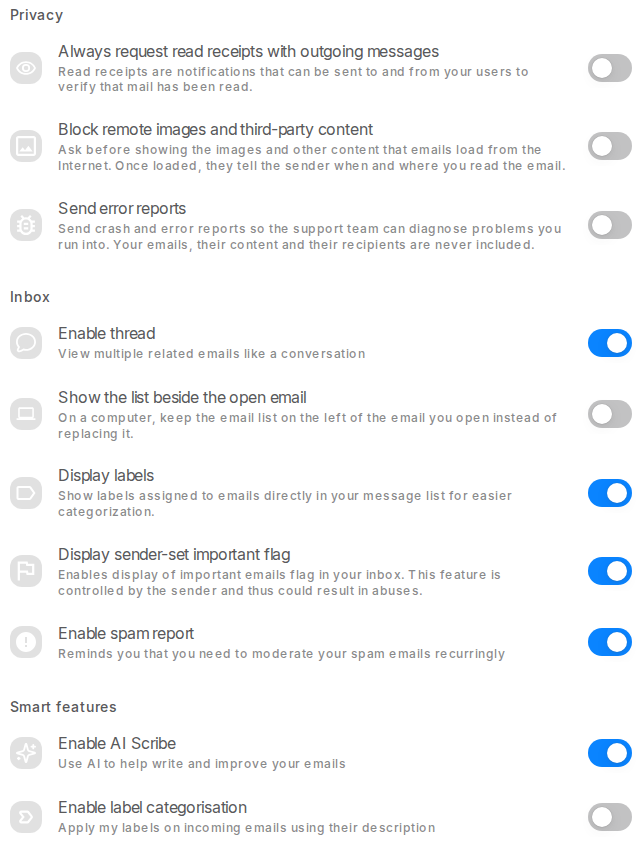 Privacy
Always request read receipts with outgoing messages
Read receipts are notifications that can be sent to and from your users to
verify that mail has been read.
Block remote images and third-party content
Ask before showing the images and other content that emails load from the
Internet. Once loaded, they tell the sender when and where you read the email.
Send error reports
Send crash and error reports so the support team can diagnose problems you
run into. Your emails, their content and their recipients are never included.
Inbox
Enable thread
View multiple related emails like a conversation
Show the list beside the open email
On a computer, keep the email list on the left of the email you open instead of
replacing it.
Display labels
Show labels assigned to emails directly in your message list for easier
categorization.
Display sender-set important flag
Enables display of important emails flag in your inbox. This feature is
controlled by the sender and thus could result in abuses.
Enable spam report
Reminds you that you need to moderate your spam emails recurringly
Smart features
Enable AI Scribe
Use AI to help write and improve your emails
Enable label categorisation
Apply my labels on incoming emails using their description